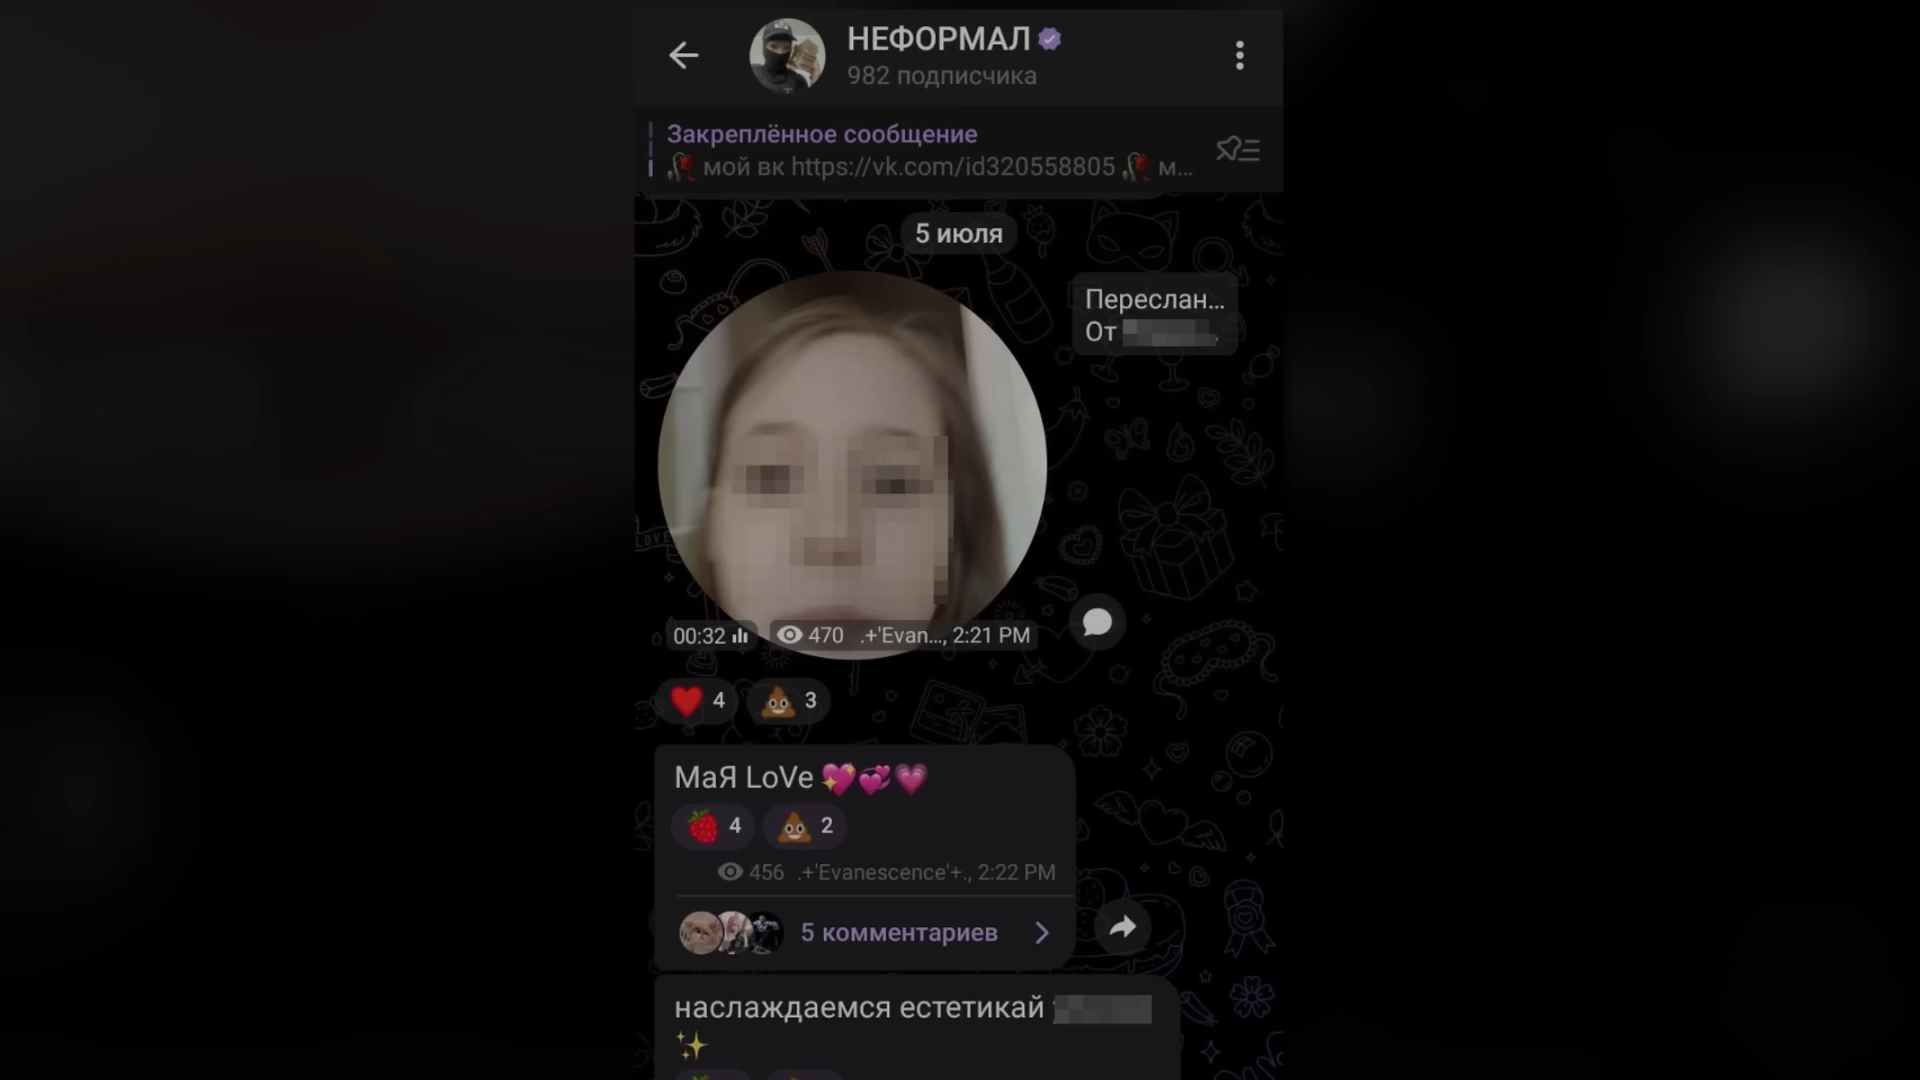 НЕФОРМАЛ
982 подписчика
Закреплённое сообщение
🥀 мой вк https://vk.com/id320558805 🥀 м...
5 июля
Переслан...
От
00:32
470 .+'Evan..., 2:21 PM
❤️ 4 💩 3
МаЯ LoVe 💖💞💗
🍓 4 💩 2
456 .+'Evanescence'+., 2:22 PM
5 комментариев
наслаждаемся естетикай
✨